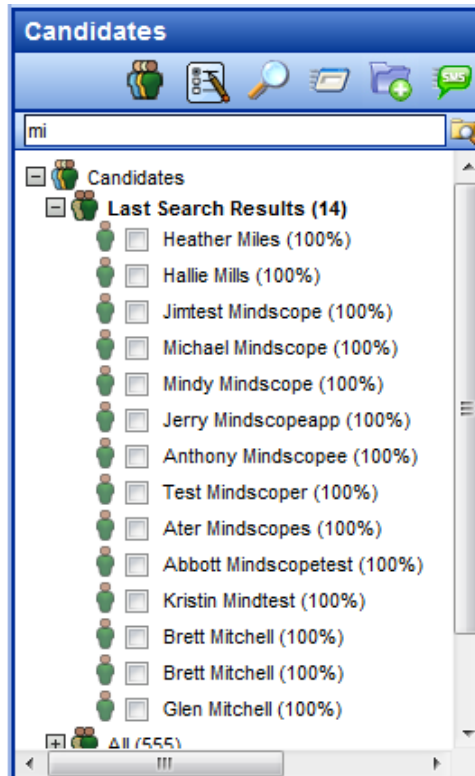 Candidates
SMS
mi
Candidates
Last Search Results (14)
Heather Miles (100%)
Hallie Mills (100%)
Jimtest Mindscope (100%)
Michael Mindscope (100%)
Mindy Mindscope (100%)
Jerry Mindscopeapp (100%)
Anthony Mindscopee (100%)
Test Mindscoper (100%)
Ater Mindscopes (100%)
Abbott Mindscopetest (100%)
Kristin Mindtest (100%)
Brett Mitchell (100%)
Brett Mitchell (100%)
Glen Mitchell (100%)
All (555)